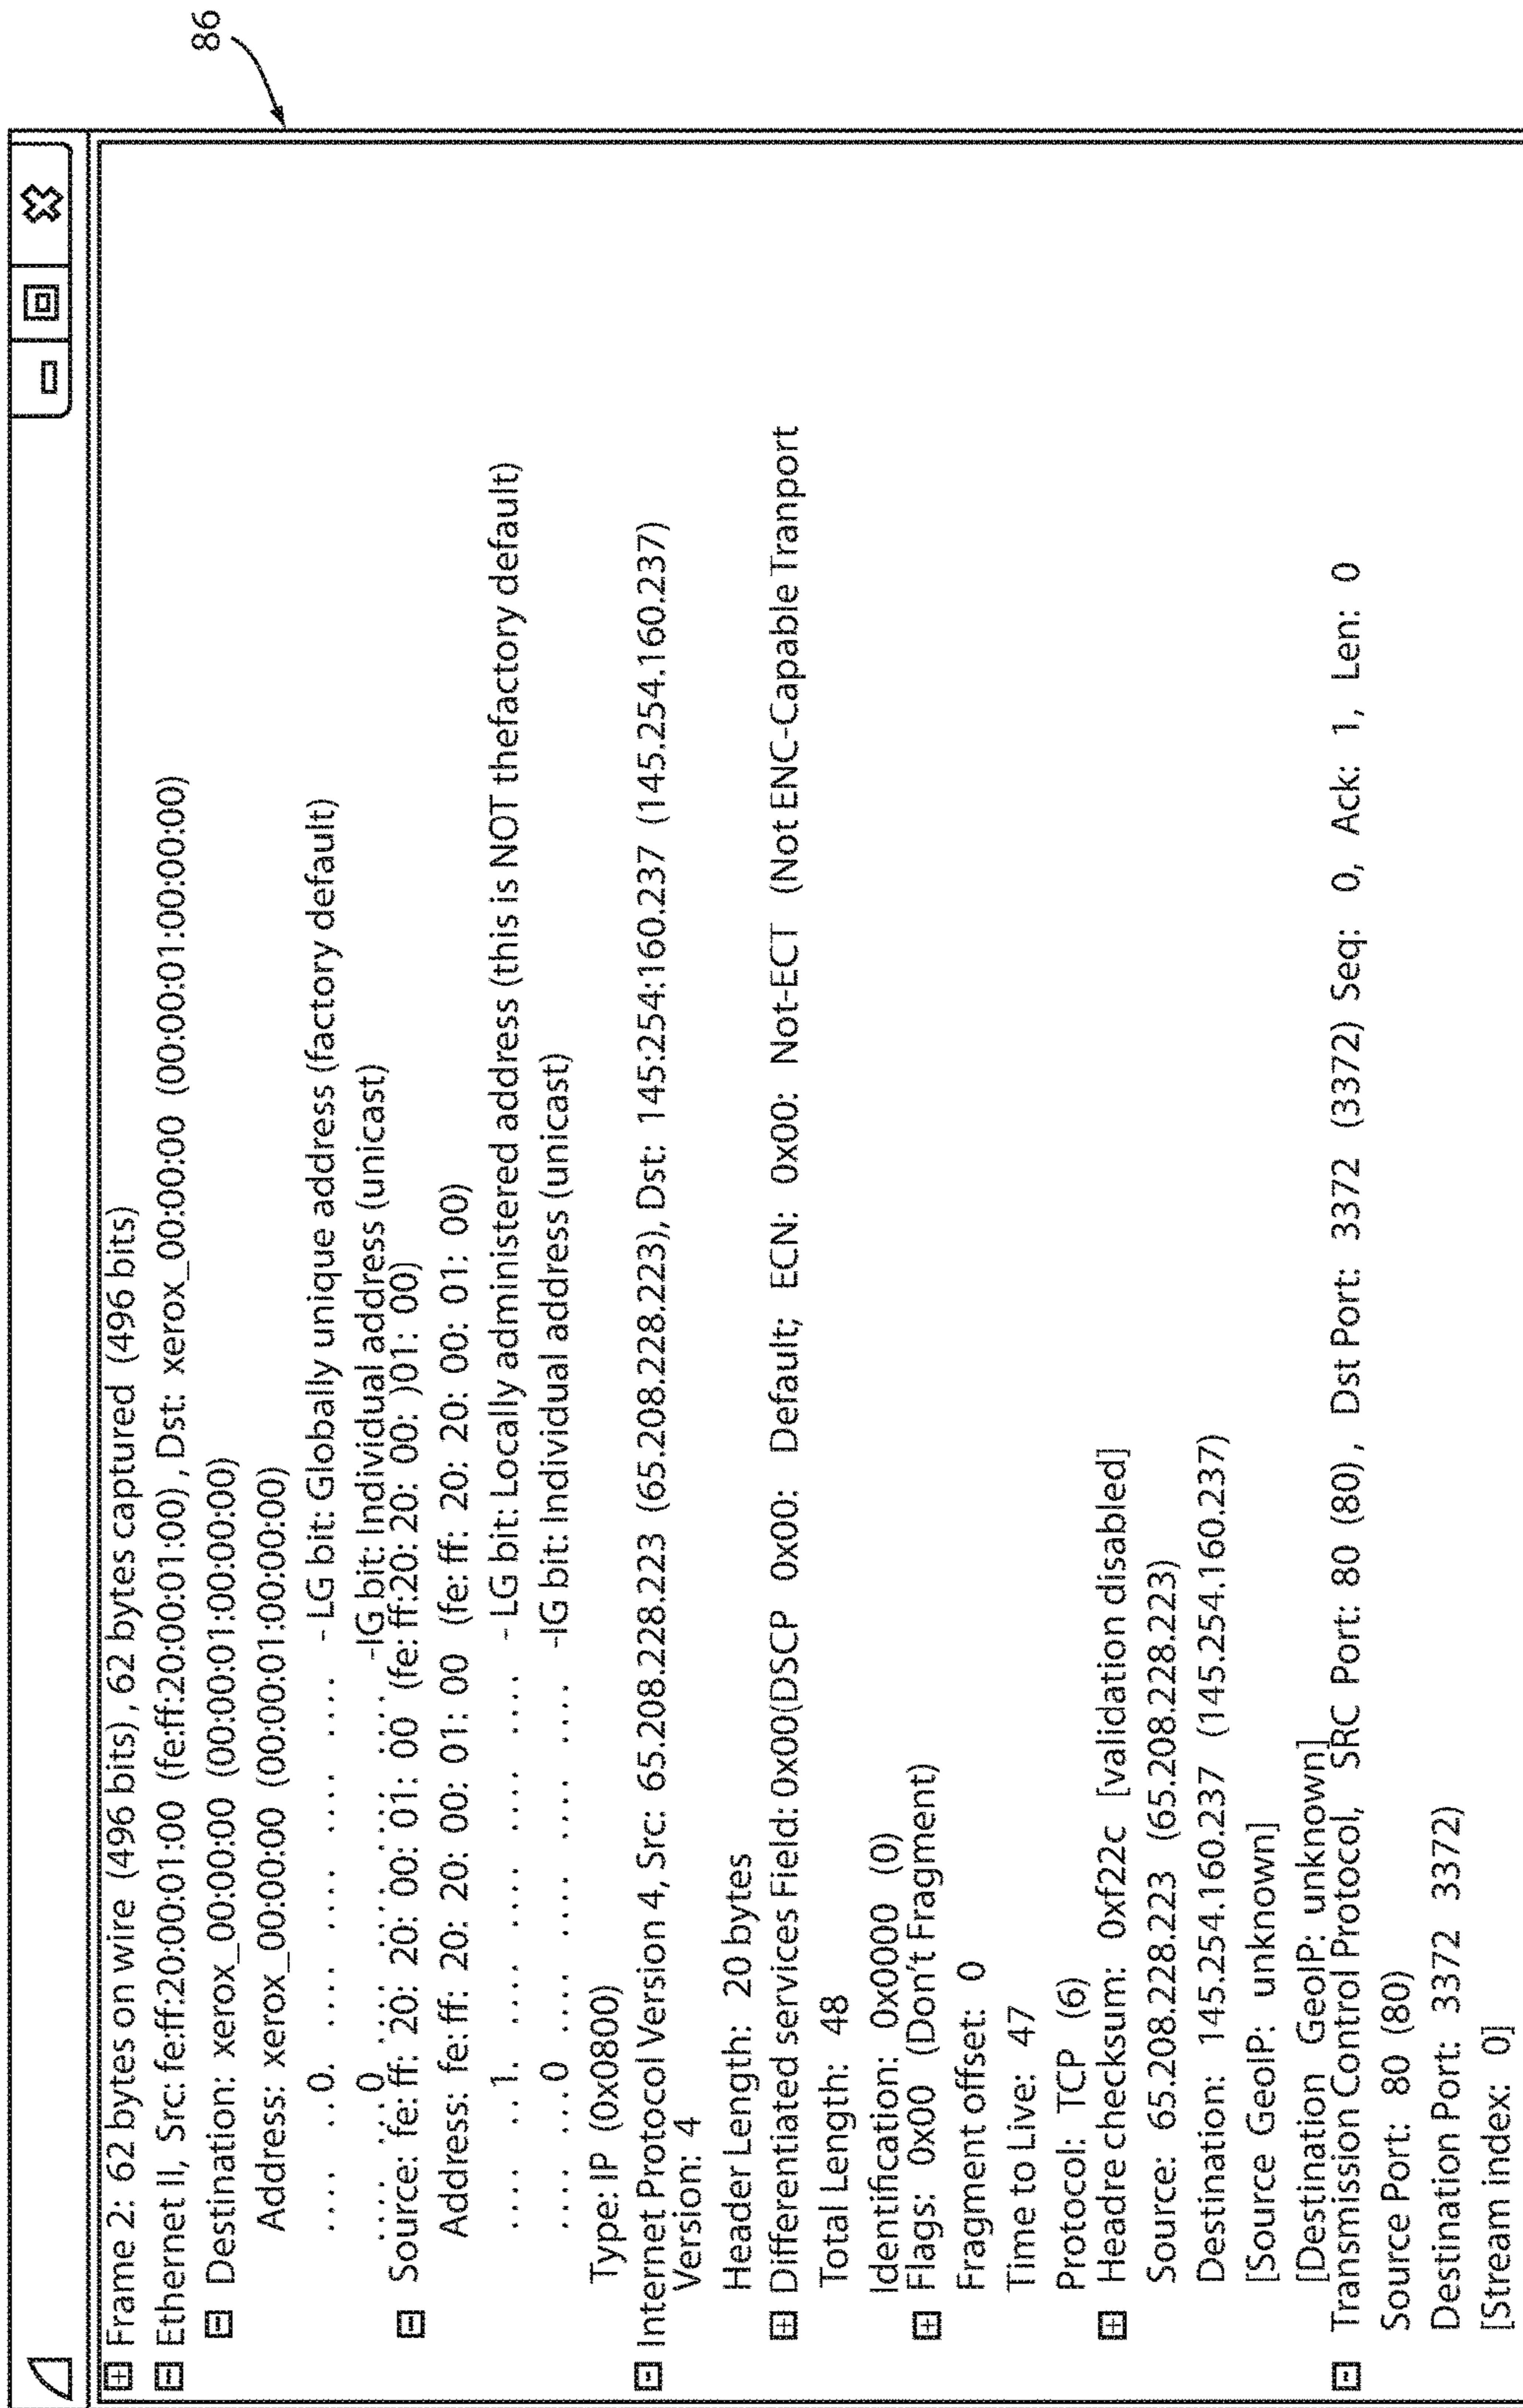 86
Frame 2: 62 bytes on wire (496 bits), 62 bytes captured (496 bits)
Ethernet II, Src: fe:ff:20:00:01:00 (fe:ff:20:00:01:00), Dst: xerox_00:00:00 (00:00:01:00:00:00)
Destination: xerox_00:00:00 (00:00:01:00:00:00)
Address: xerox_00:00:00 (00:00:01:00:00:00)
.... ..0. .... .... .... .... - LG bit: Globally unique address (factory default)
.... ...0 .... .... .... .... -IG bit: Individual address (unicast)
Source: fe: ff: 20: 20: 00: 01: 00 (fe: ff:20: 20: 00: )01: 00)
Address: fe: ff: 20: 20: 00: 01: 00 (fe: ff: 20: 20: 00: 01: 00)
.... ..1. .... .... .... .... - LG bit: Locally administered address (this is NOT thefactory default)
.... ...0 .... .... .... .... -IG bit: Individual address (unicast)
Type: IP (0x0800)
Internet Protocol Version 4, Src: 65.208.228.223 (65.208.228.223), Dst: 145:254:160.237 (145.254.160.237)
Version: 4
Header Length: 20 bytes
Differentiated services Field: 0x00(DSCP 0x00: Default; ECN: 0x00: Not-ECT (Not ENC-Capable Tranport
Total Length: 48
Identification: 0x0000 (0)
Flags: 0x00 (Don't Fragment)
Fragment offset: 0
Time to Live: 47
Protocol: TCP (6)
Headre checksum: 0xf22c [validation disabled]
Source: 65.208.228.223 (65.208.228.223)
Destination: 145.254.160.237 (145.254.160.237)
[Source GeoIP: unknown]
[Destination GeoIP: unknown]
Transmission Control Protocol, SRC Port: 80 (80), Dst Port: 3372 (3372) Seq: 0, Ack: 1, Len: 0
Source Port: 80 (80)
Destination Port: 3372 3372)
[Stream index: 0]